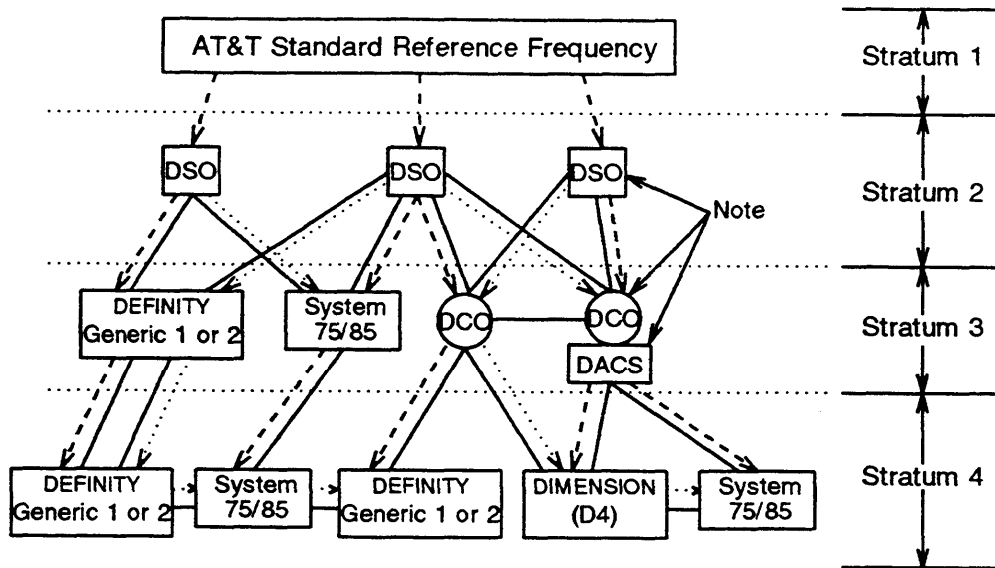 AT&T Standard Reference Frequency
Stratum 1
DSO
DSO
DSO
Note
Stratum 2
DEFINITY
Generic 1 or 2
System
75/85
DCO
DCO
DACS
Stratum 3
DEFINITY
Generic 1 or 2
System
75/85
DEFINITY
Generic 1 or 2
DIMENSION
(D4)
System
75/85
Stratum 4